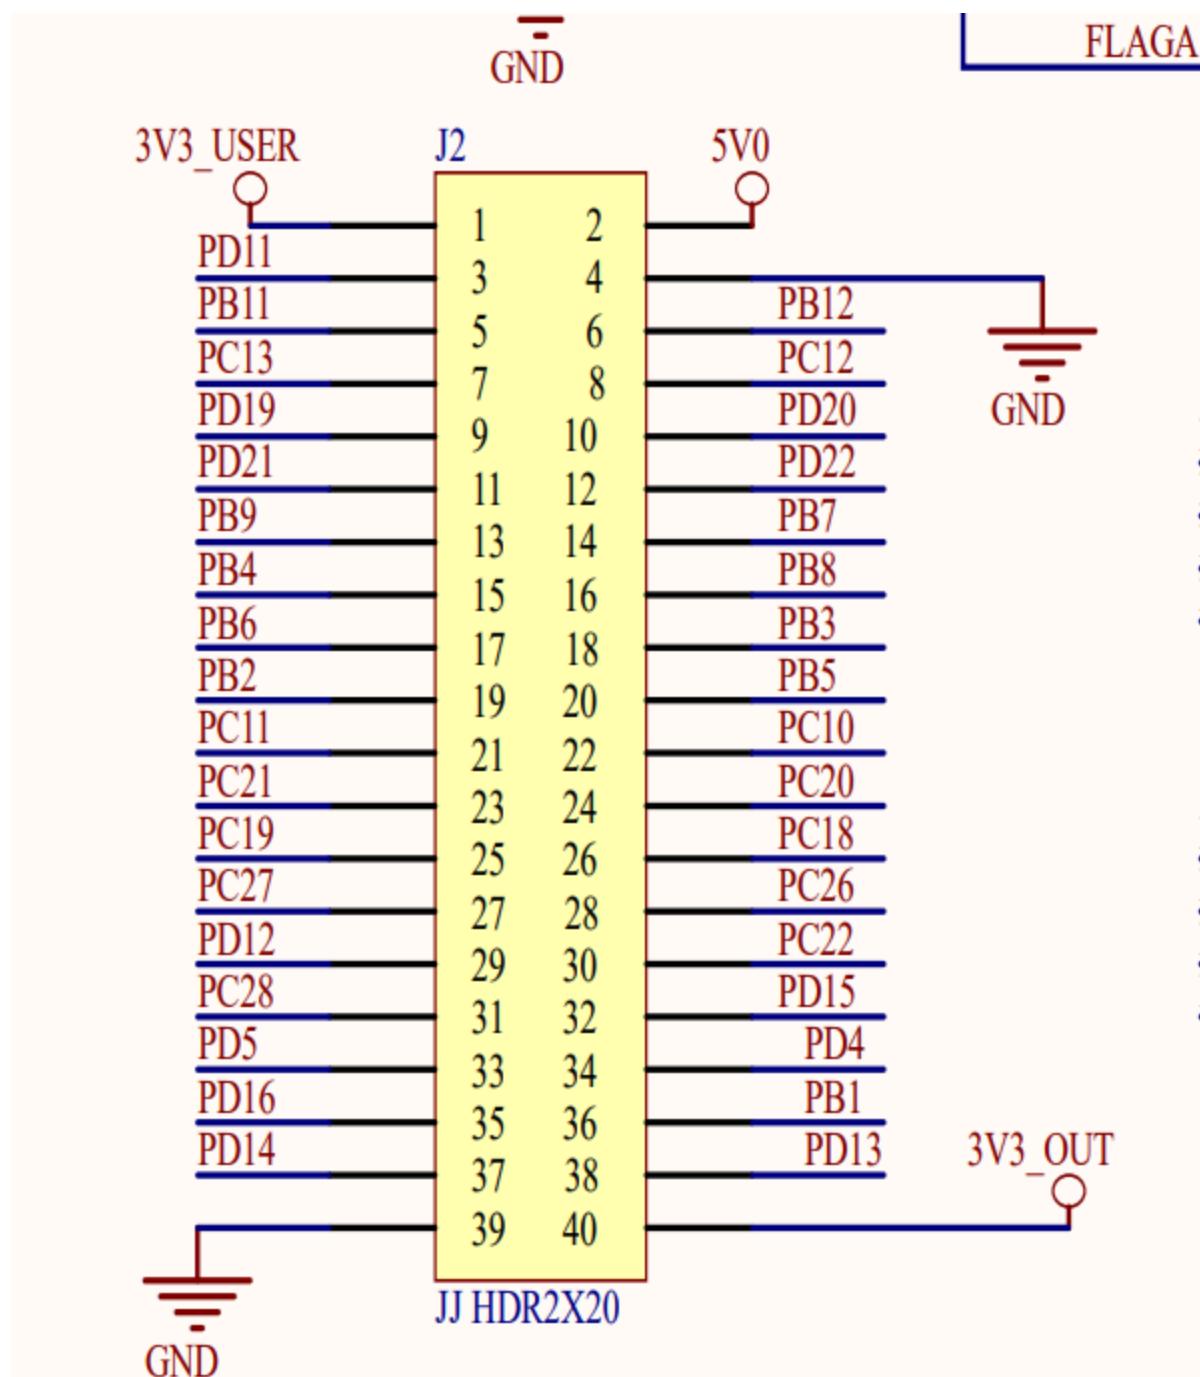 GND
FLAGA
3V3_USER J2 5V0
1 2
PD11
3 4
PB11 PB12
5 6
PC13 PC12
7 8
GND
PD19 PD20
9 10
PD21 PD22
11 12
PB9 PB7
13 14
PB4 PB8
15 16
PB6 PB3
17 18
PB2 PB5
19 20
PC11 PC10
21 22
PC21 PC20
23 24
PC19 PC18
25 26
PC27 PC26
27 28
PD12 PC22
29 30
PC28 PD15
31 32
PD5 PD4
33 34
PD16 PB1
35 36
PD14 PD13 3V3_OUT
37 38
39 40
JJ HDR2X20
GND